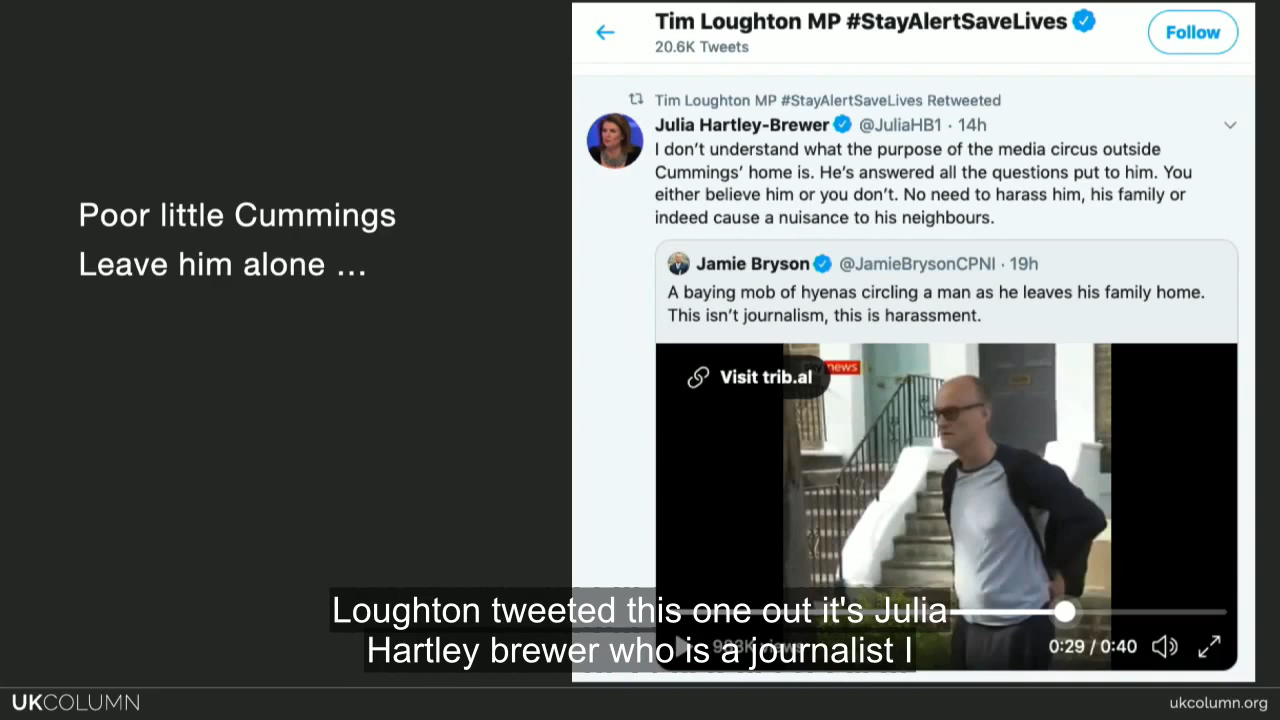 Tim Loughton MP #StayAlertSaveLives
20.6K Tweets
Follow
Tim Loughton MP #StayAlertSaveLives Retweeted
Julia Hartley-Brewer @JuliaHB1 · 14h
I don't understand what the purpose of the media circus outside
Cummings' home is. He's answered all the questions put to him. You
either believe him or you don't. No need to harass him, his family or
indeed cause a nuisance to his neighbours.
Jamie Bryson @JamieBrysonCPNI · 19h
A baying mob of hyenas circling a man as he leaves his family home.
This isn't journalism, this is harassment.
Visit trib.al
news
Poor little Cummings
Leave him alone ...
0:29 / 0:40
Loughton tweeted this one out it's Julia
Hartley brewer who is a journalist I
UKCOLUMN
ukcolumn.org